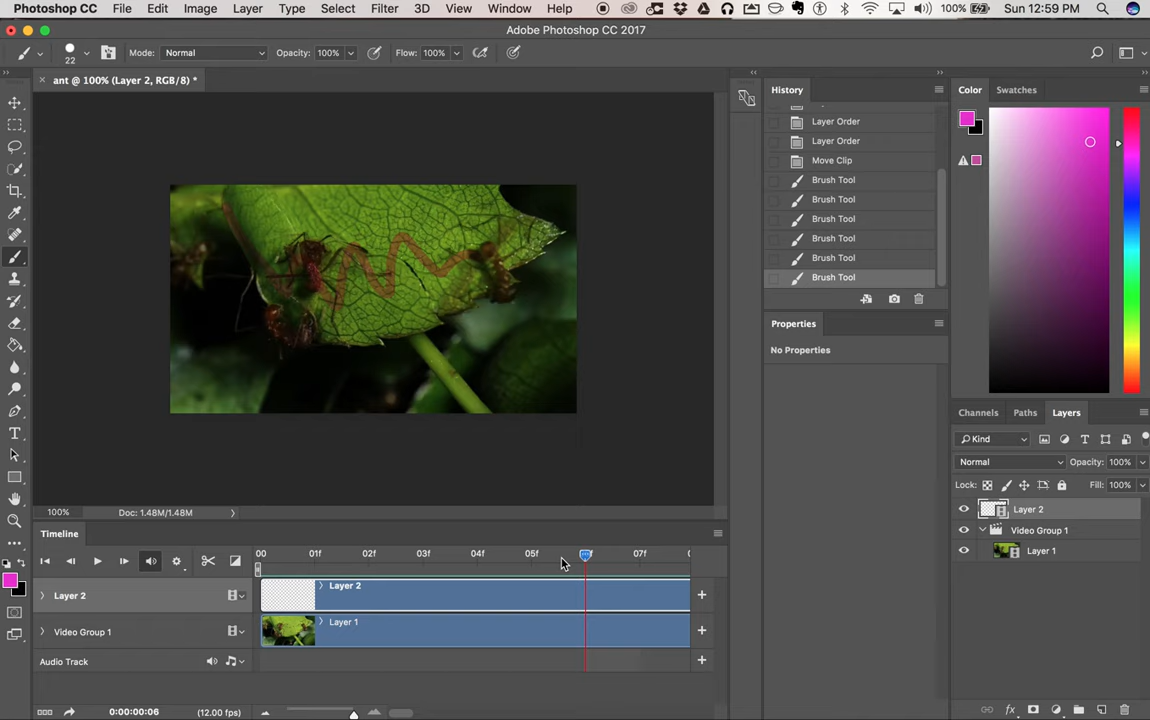 Photoshop CC File Edit Image Layer Type Select Filter 3D View Window Help 100% Sun 12:59 PM
Adobe Photoshop CC 2017
22 Mode: Normal Opacity: 100% Flow: 100%
× ant @ 100% (Layer 2, RGB/8) *
History
Layer Order
Layer Order
Move Clip
Brush Tool
Brush Tool
Brush Tool
Brush Tool
Brush Tool
Brush Tool
Properties
No Properties
Color Swatches
Channels Paths Layers
Kind
Normal Opacity: 100%
Lock: Fill: 100%
Layer 2
Video Group 1
Layer 1
100% Doc: 1.48M/1.48M
Timeline
00 01f 02f 03f 04f 05f 07f
Layer 2 Layer 2
Video Group 1 Layer 1
Audio Track
0:00:00:06 (12.00 fps)